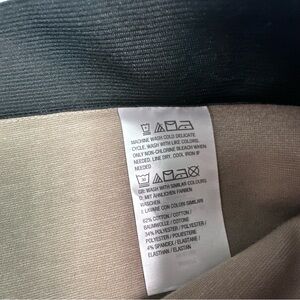 MACHINE WASH COLD DELICATE
CYCLE, WASH WITH LIKE COLORS,
ONLY NON-CHLORINE BLEACH WHEN
NEEDED, LINE DRY, COOL IRON IF
NEEDED
GB: WASH WITH SIMILAR COLOURS
D: MIT ÄHNLICHEN FARBEN
WASCHEN
I: LAVARE CON COLORI SIMILARI
62% COTTON / COTTON /
BAUMWOLLE / COTONE
34% POLYESTER / POLYESTER /
POLYESTER / POLIESTERE
4% SPANDEX / ELASTANE /
ELASTHAN / ELASTAN